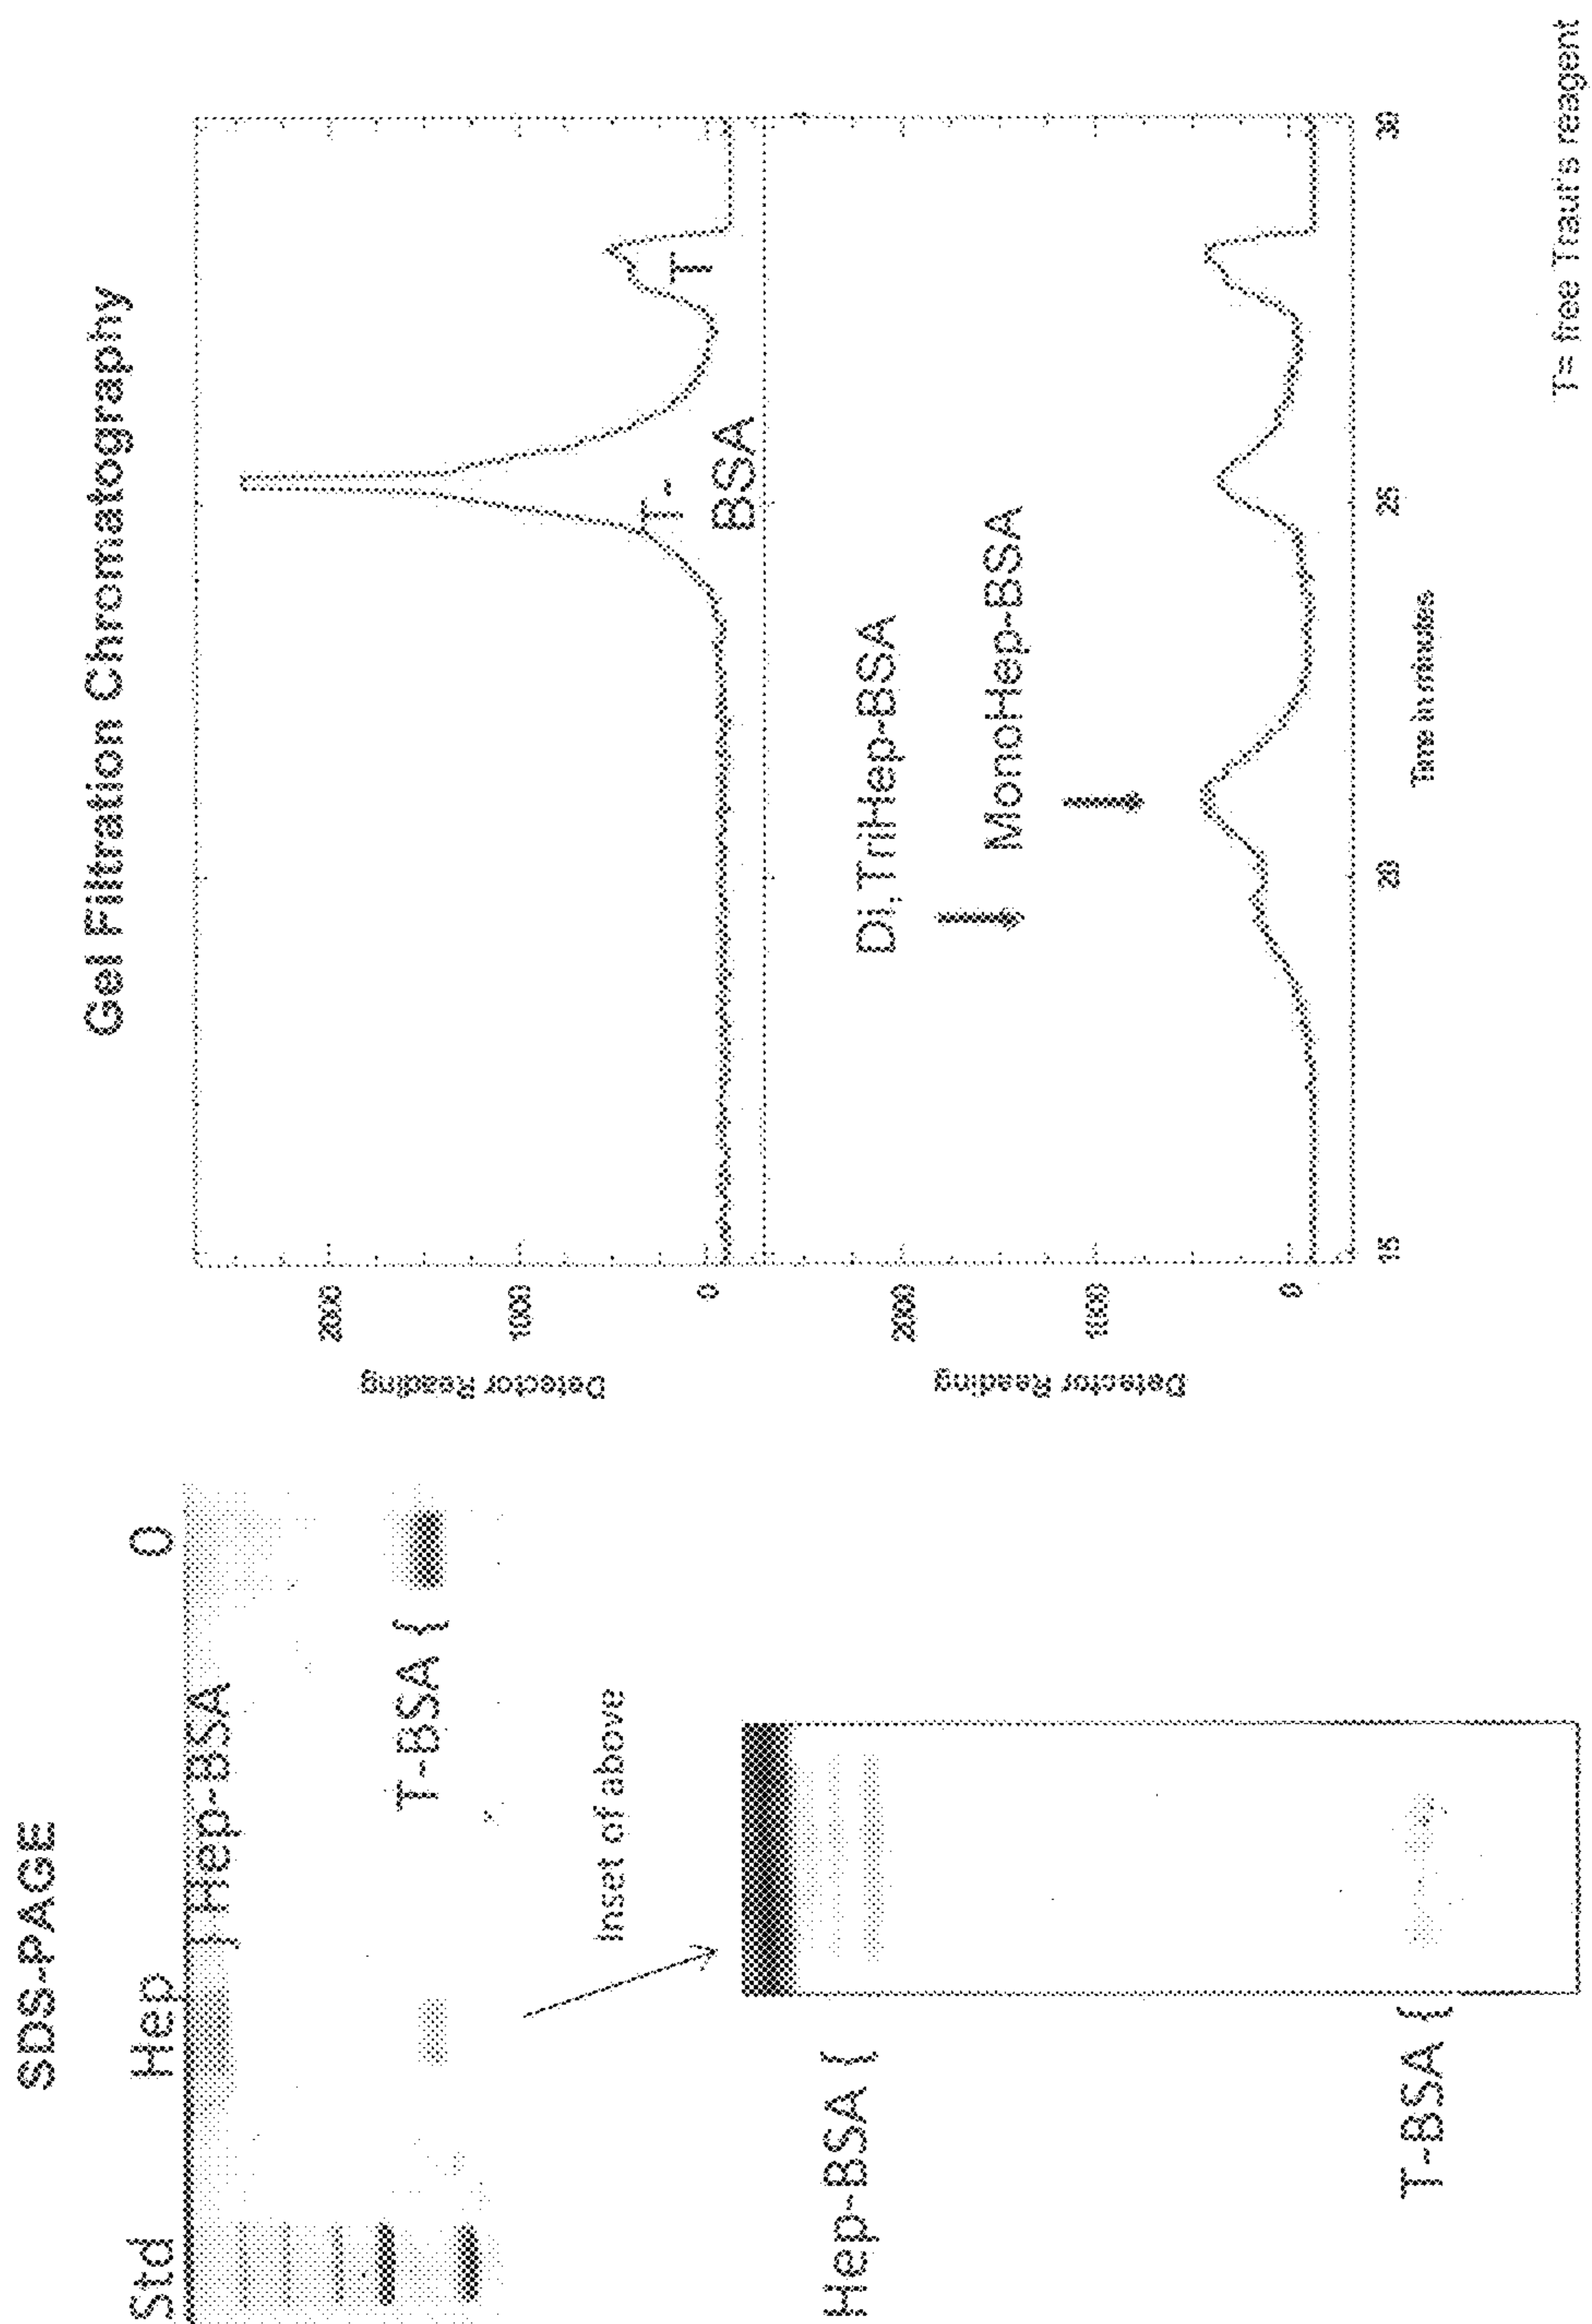 SDS-PAGE
Std
Hep
0
Hep-BSA
T-BSA {
Inset of above
Hep-BSA {
T-BSA {
Gel Filtration Chromatography
Detector Reading
2000
1000
0
T-
BSA
T
Detector Reading
2000
1000
0
Di, TriHep-BSA
MonoHep-BSA
15
20
25
30
Time in minutes
T= free Traut's reagent